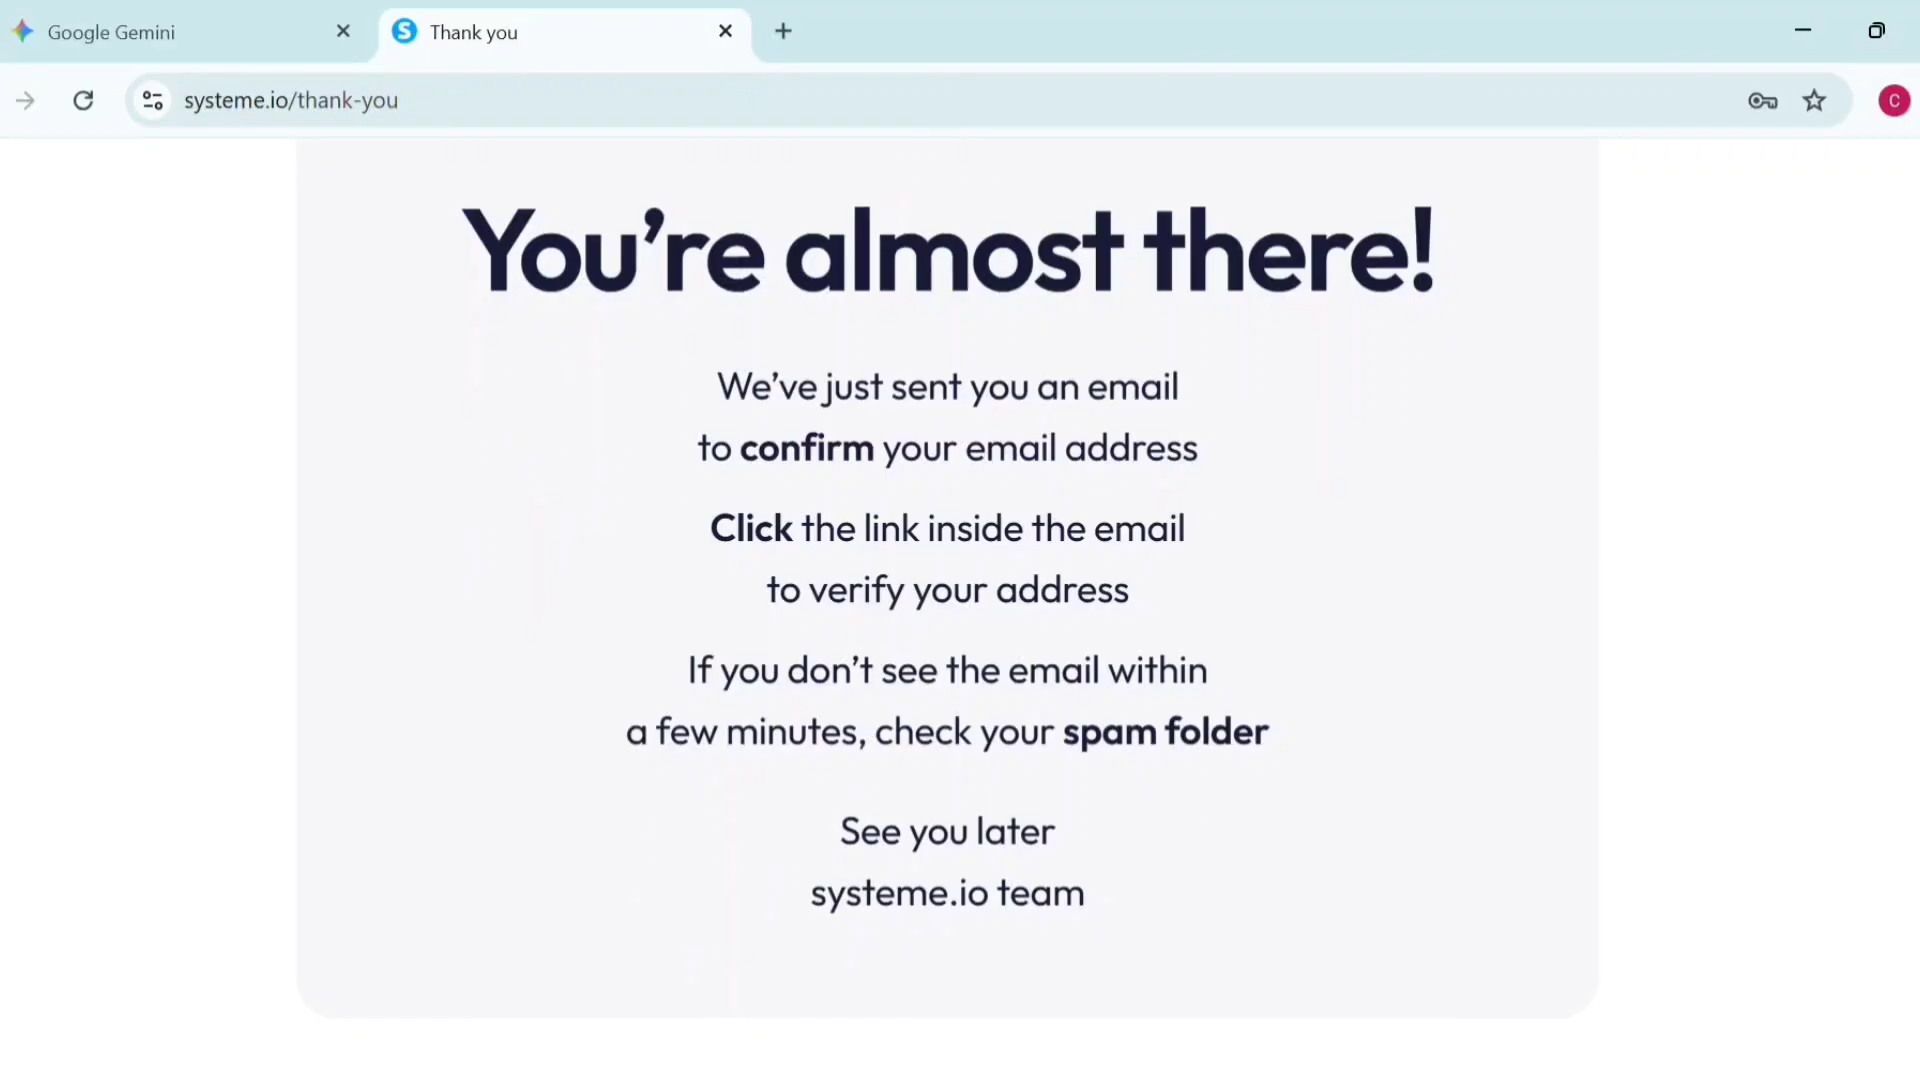 Google Gemini
Thank you
systeme.io/thank-you
C
You're almost there!
We've just sent you an email
to confirm your email address
Click the link inside the email
to verify your address
If you don't see the email within
a few minutes, check your spam folder
See you later
systeme.io team